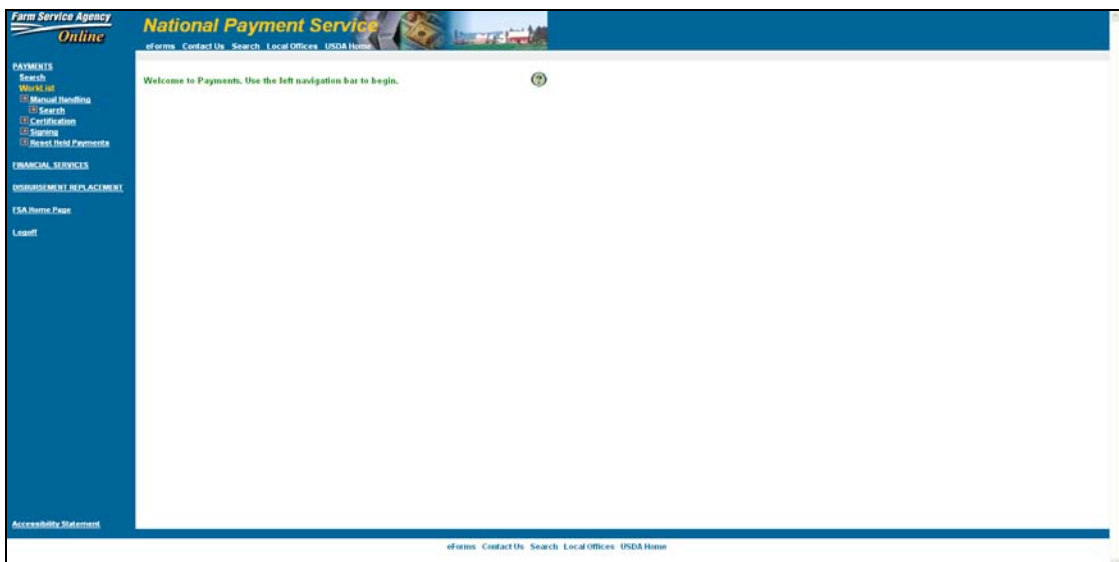 Farm Service Agency
Online
National Payment Service
eForms Contact Us Search Local Offices USDA Home
PAYMENTS
Search
WorkList
Manual Handling
Search
Certification
Signing
Reset Held Payments
FINANCIAL SERVICES
DISBURSEMENT REPLACEMENT
FSA Home Page
Logoff
Welcome to Payments. Use the left navigation bar to begin.
?
Accessibility Statement
eForms Contact Us Search Local Offices USDA Home